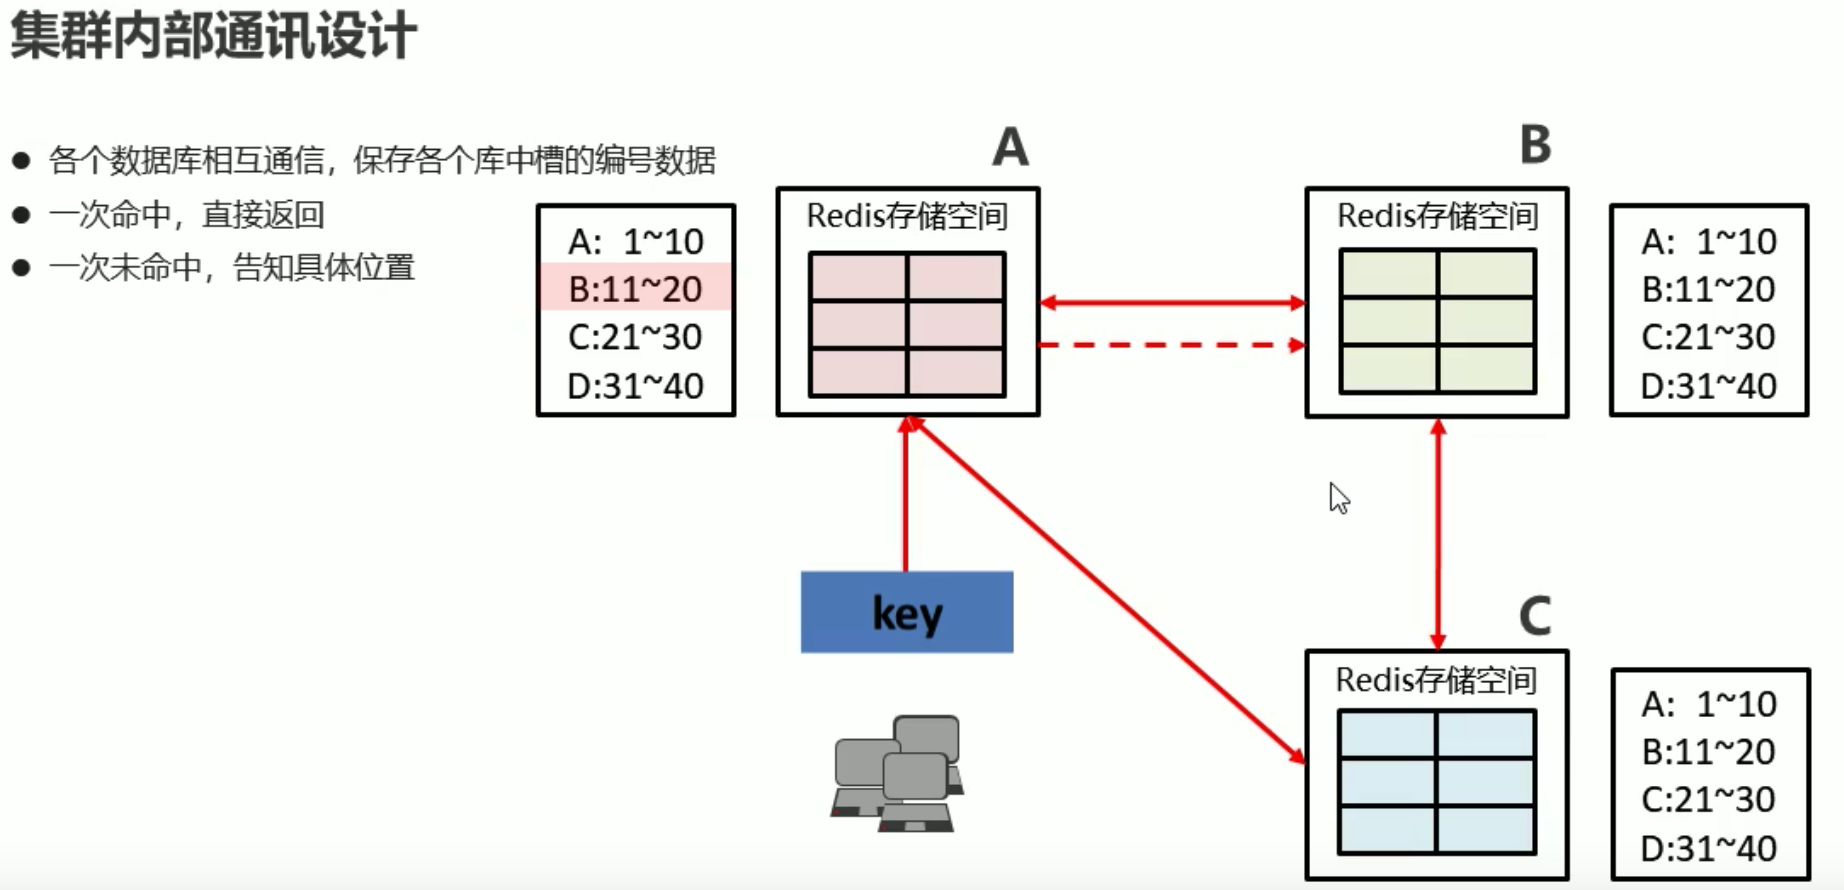 集群内部通讯设计
● 各个数据库相互通信，保存各个库中槽的编号数据
● 一次命中，直接返回
● 一次未命中，告知具体位置
A: 1~10
B:11~20
C:21~30
D:31~40
A
Redis存储空间
B
Redis存储空间
A: 1~10
B:11~20
C:21~30
D:31~40
key
C
Redis存储空间
A: 1~10
B:11~20
C:21~30
D:31~40